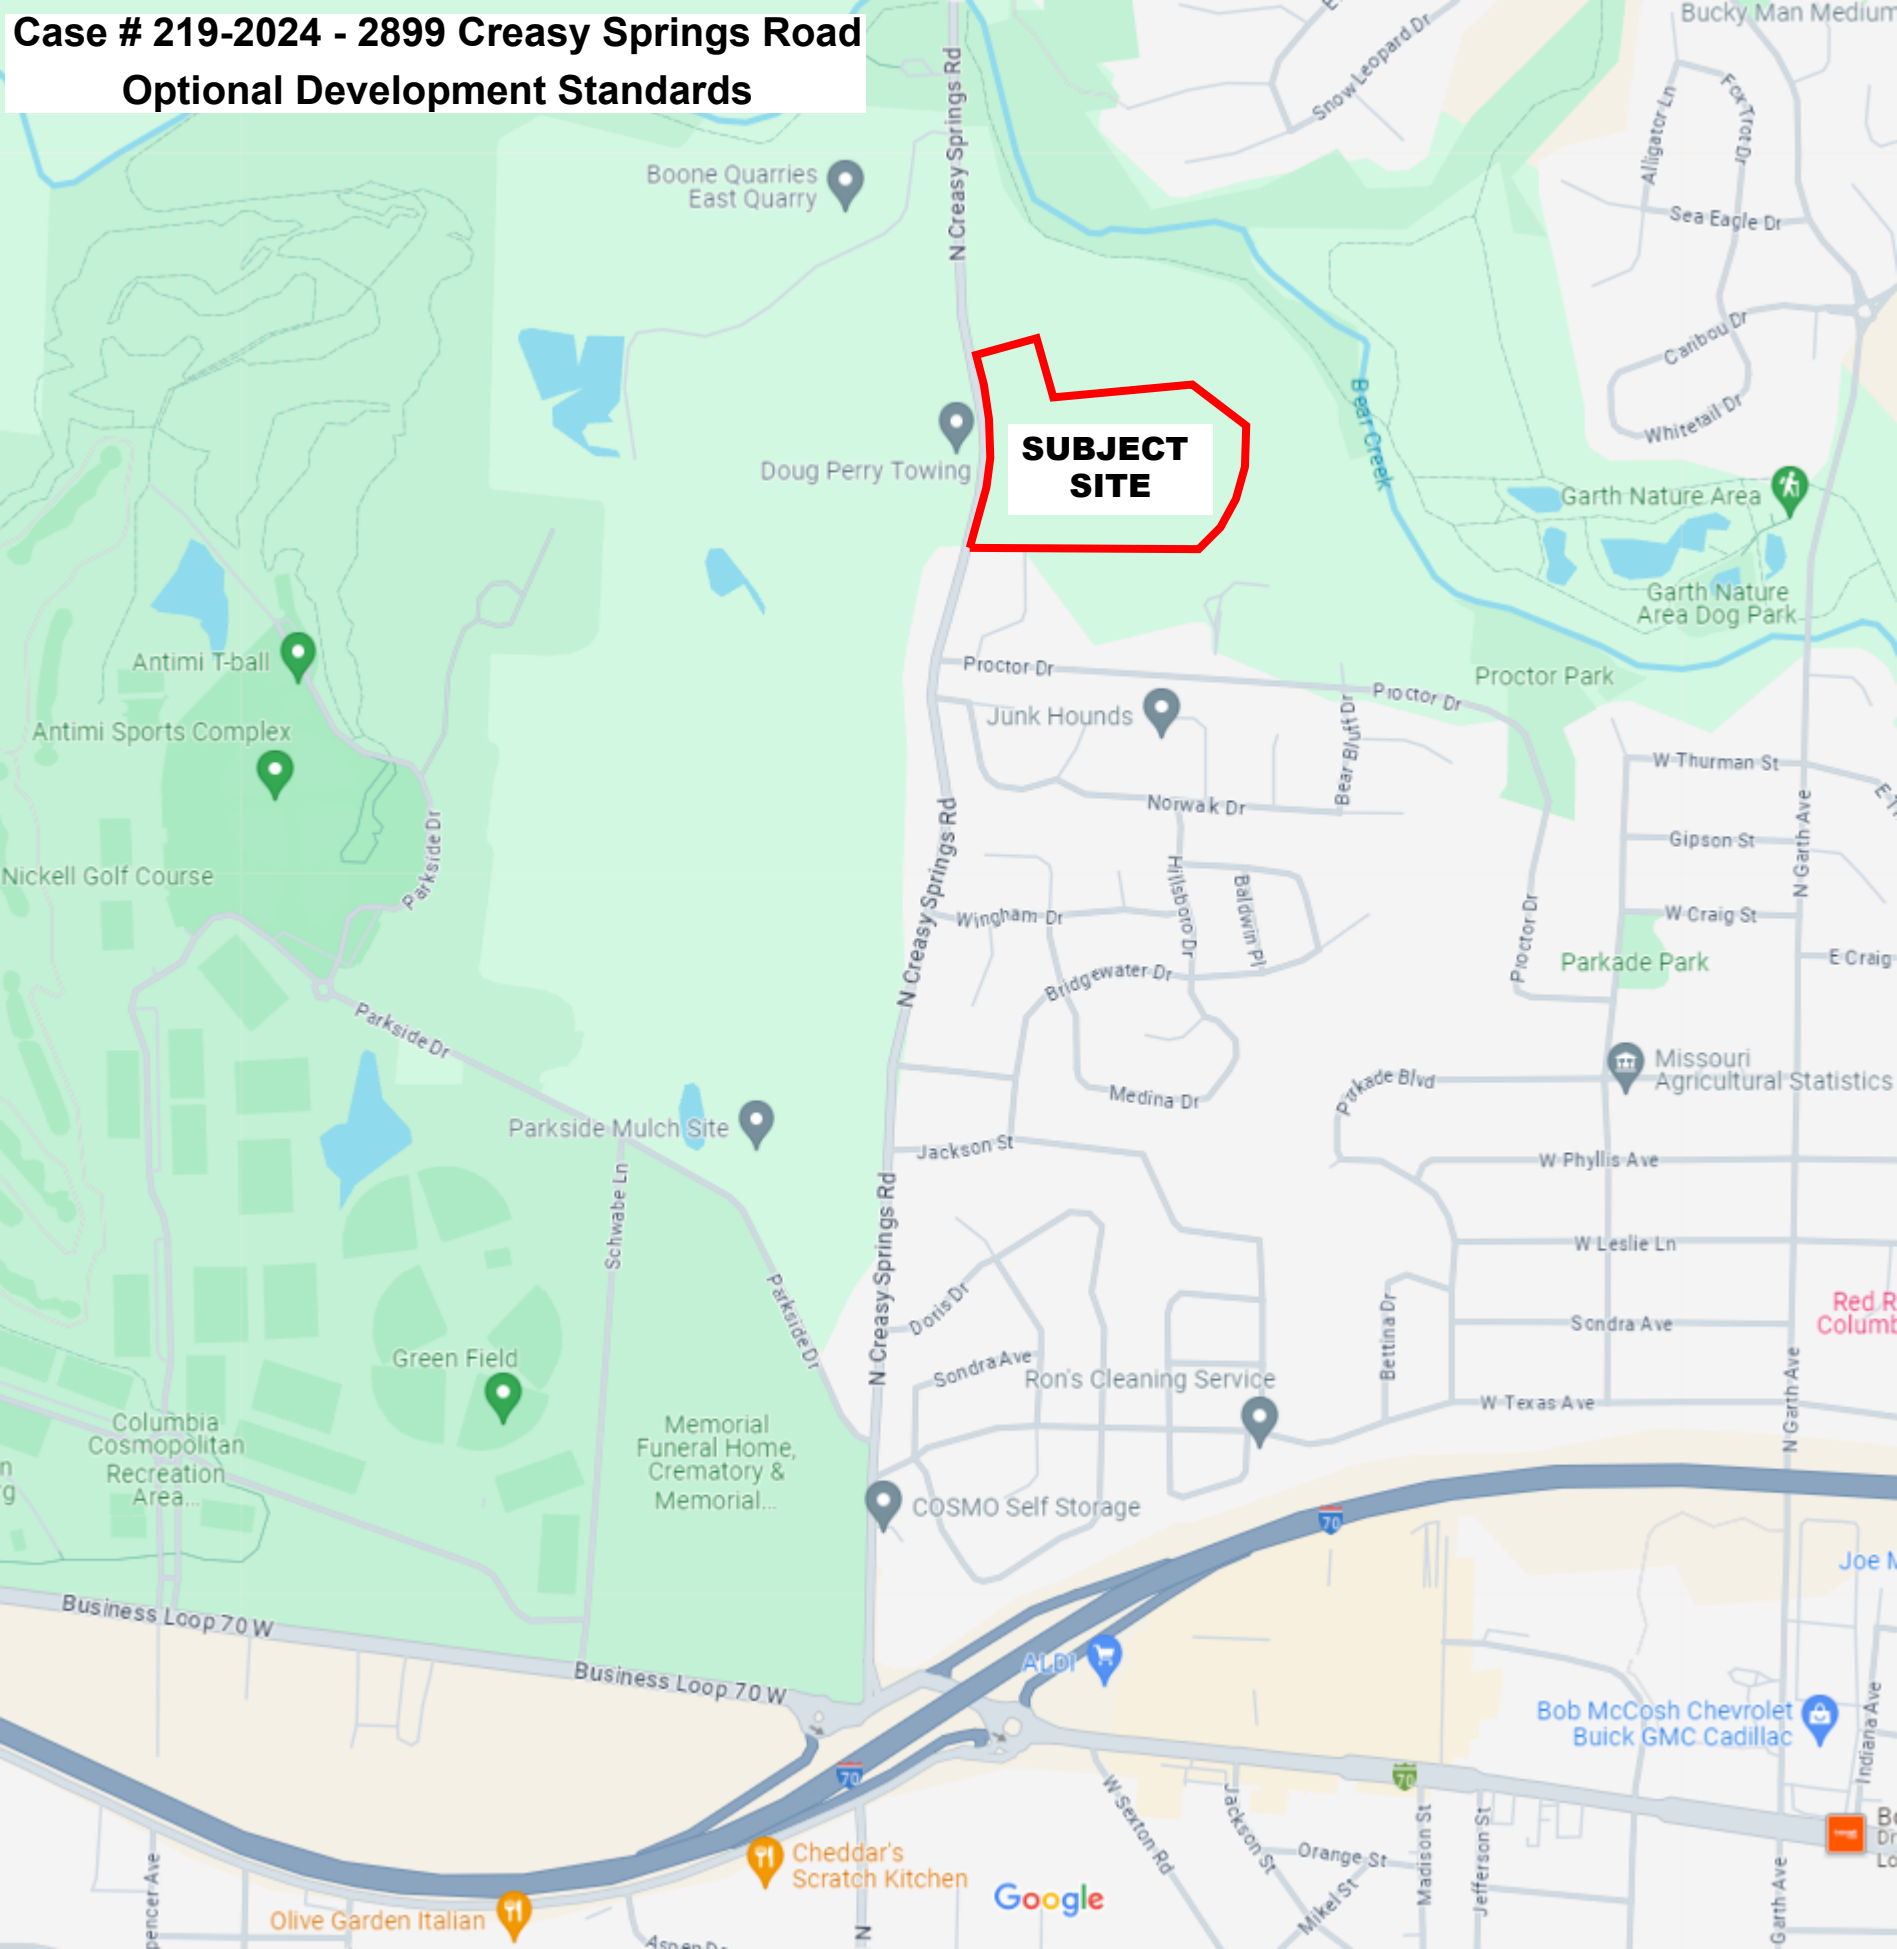 Case # 219-2024 - 2899 Creasy Springs Road
Optional Development Standards
Bucky Man Medium
Snow Leopard Dr
Alligator Ln
Fox Trot Dr
N Creasy Springs Rd
Boone Quarries
East Quarry
Sea Eagle Dr
Caribou Dr
Whitetail Dr
Bear Creek
Doug Perry Towing
SUBJECT
SITE
Garth Nature Area
Garth Nature
Area Dog Park
Antimi T-ball
Proctor Dr
Proctor Dr
Proctor Park
Antimi Sports Complex
Junk Hounds
Bear Bluff Dr
W Thurman St
Norwak Dr
N Creasy Springs Rd
Parkside Dr
Gipson St
N Garth Ave
Nickell Golf Course
Hillsboro Dr
Baldwin Pl
Wingham Dr
Proctor Dr
W Craig St
E Craig
Parkade Park
Bridgewater Dr
Parkside Dr
Missouri
Agricultural Statistics
Parkade Blvd
Medina Dr
Parkside Mulch Site
Jackson St
W Phyllis Ave
Schwabe Ln
N Creasy Springs Rd
W Leslie Ln
Doris Dr
Parkside Dr
Bettina Dr
Red R
Columb
Sondra Ave
Green Field
Sondra Ave
Ron's Cleaning Service
W Texas Ave
N Garth Ave
Columbia
Cosmopolitan
Recreation
Area...
Memorial
Funeral Home,
Crematory &
Memorial...
n
g
COSMO Self Storage
70
Joe M
Business Loop 70 W
Business Loop 70 W
ALDI
Bob McCosh Chevrolet
Buick GMC Cadillac
Indiana Ave
70
70
W Sexton Rd
Jackson St
Orange St
Madison St
Jefferson St
Mikel St
Garth Ave
Bo
Dr
Lo
Cheddar's
Scratch Kitchen
Google
Olive Garden Italian
pencer Ave
N